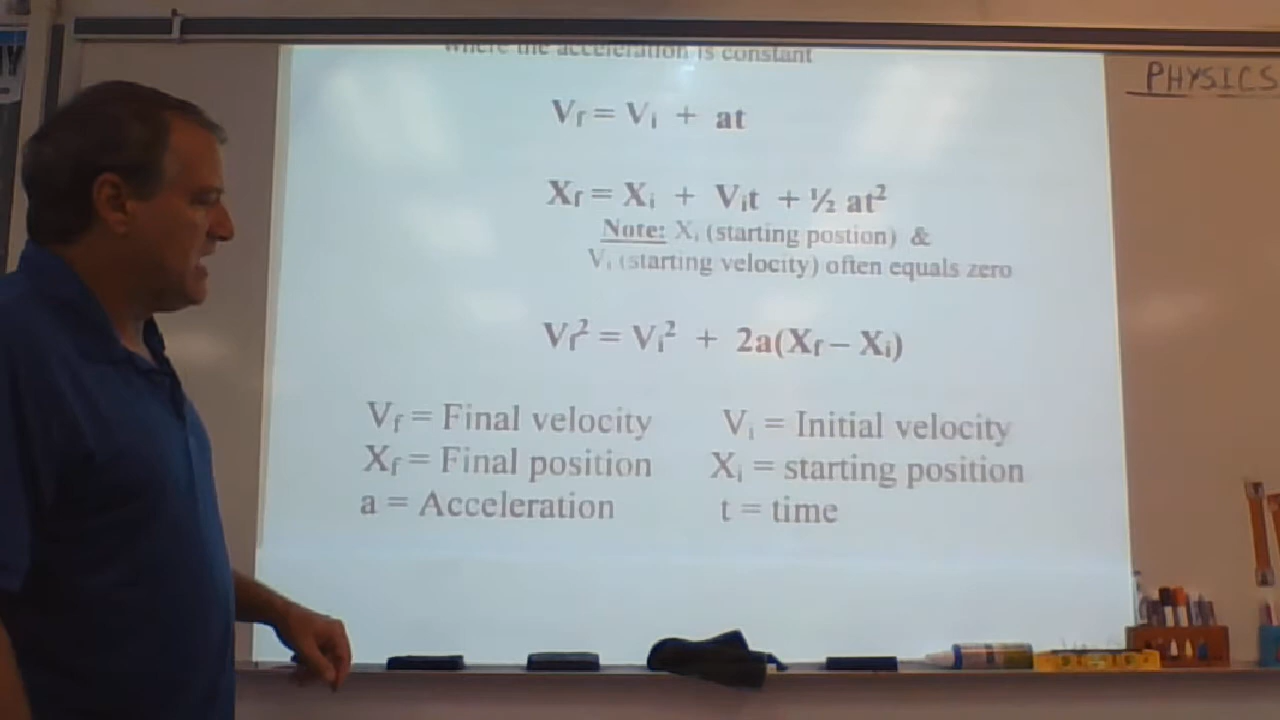 where the acceleration is constant
PHYSICS
Vf = Vi + at
Xf = Xi + Vit + ½ at²
Note: Xi (starting postion) &
Vi (starting velocity) often equals zero
Vf² = Vi² + 2a(Xf – Xi)
Vf = Final velocity Vi = Initial velocity
Xf = Final position Xi = starting position
a = Acceleration t = time